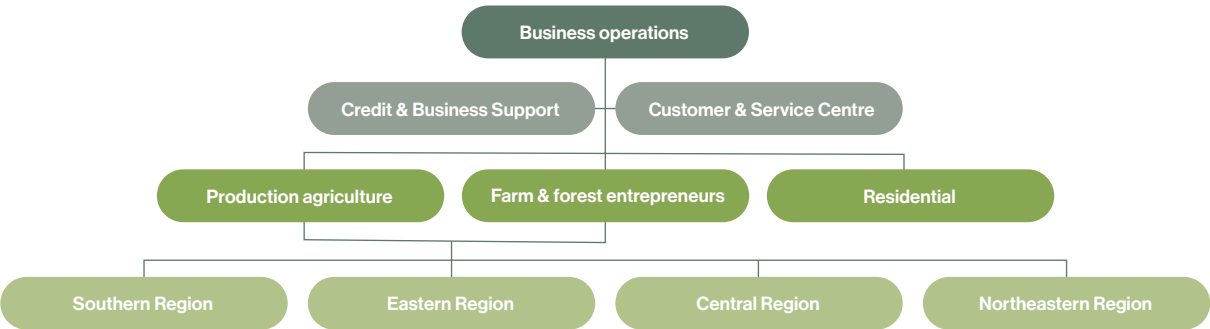 Business operations
Credit & Business Support
Customer & Service Centre
Production agriculture
Farm & forest entrepreneurs
Residential
Southern Region
Eastern Region
Central Region
Northeastern Region